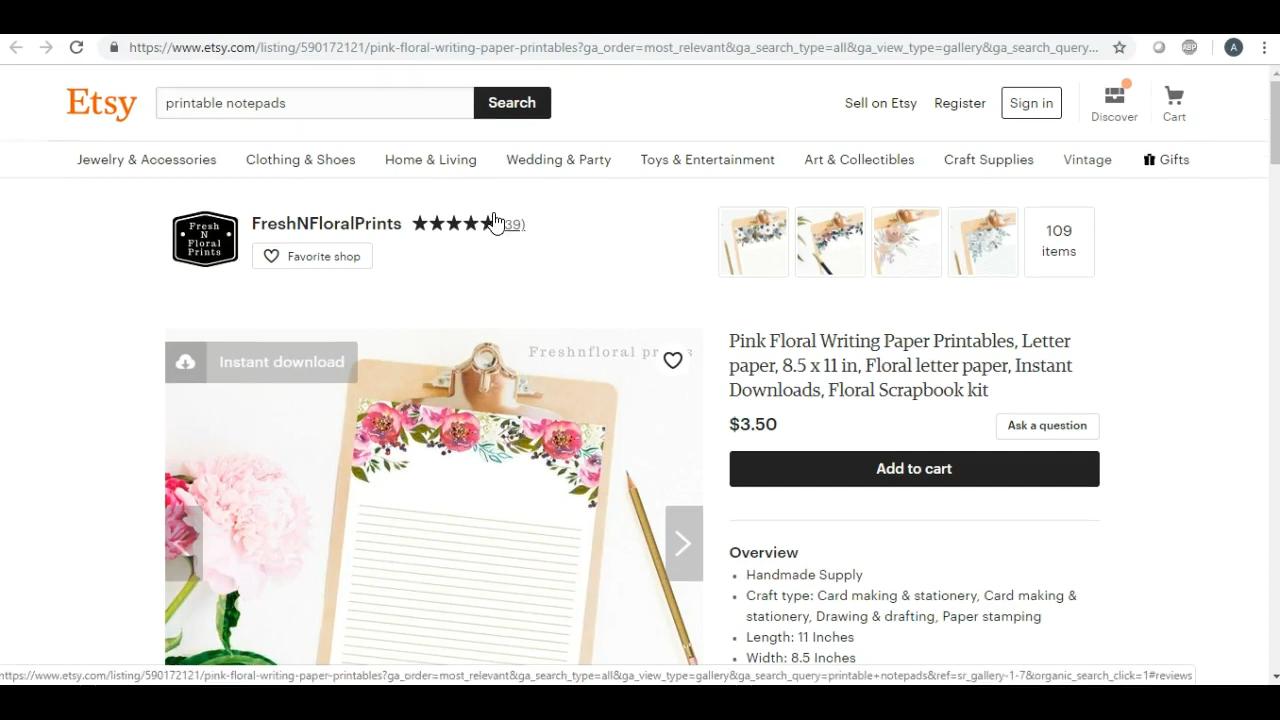 https://www.etsy.com/listing/590172121/pink-floral-writing-paper-printables?ga_order=most_relevant&ga_search_type=all&ga_view_type=gallery&ga_search_query...
ABP
A
Etsy
printable notepads
Search
Sell on Etsy
Register
Sign in
Discover
Cart
Jewelry & Accessories
Clothing & Shoes
Home & Living
Wedding & Party
Toys & Entertainment
Art & Collectibles
Craft Supplies
Vintage
Gifts
Fresh
N
Floral
Prints
FreshNFloralPrints
39)
Favorite shop
109
items
Instant download
Freshnfloral
Pink Floral Writing Paper Printables, Letter
paper, 8.5 x 11 in, Floral letter paper, Instant
Downloads, Floral Scrapbook kit
$3.50
Ask a question
Add to cart
Overview
Handmade Supply
Craft type: Card making & stationery, Card making &
stationery, Drawing & drafting, Paper stamping
Length: 11 Inches
Width: 8.5 Inches
https://www.etsy.com/listing/590172121/pink-floral-writing-paper-printables?ga_order=most_relevant&ga_search_type=all&ga_view_type=gallery&ga_search_query=printable+notepads&ref=sr_gallery-1-7&organic_search_click=1#reviews